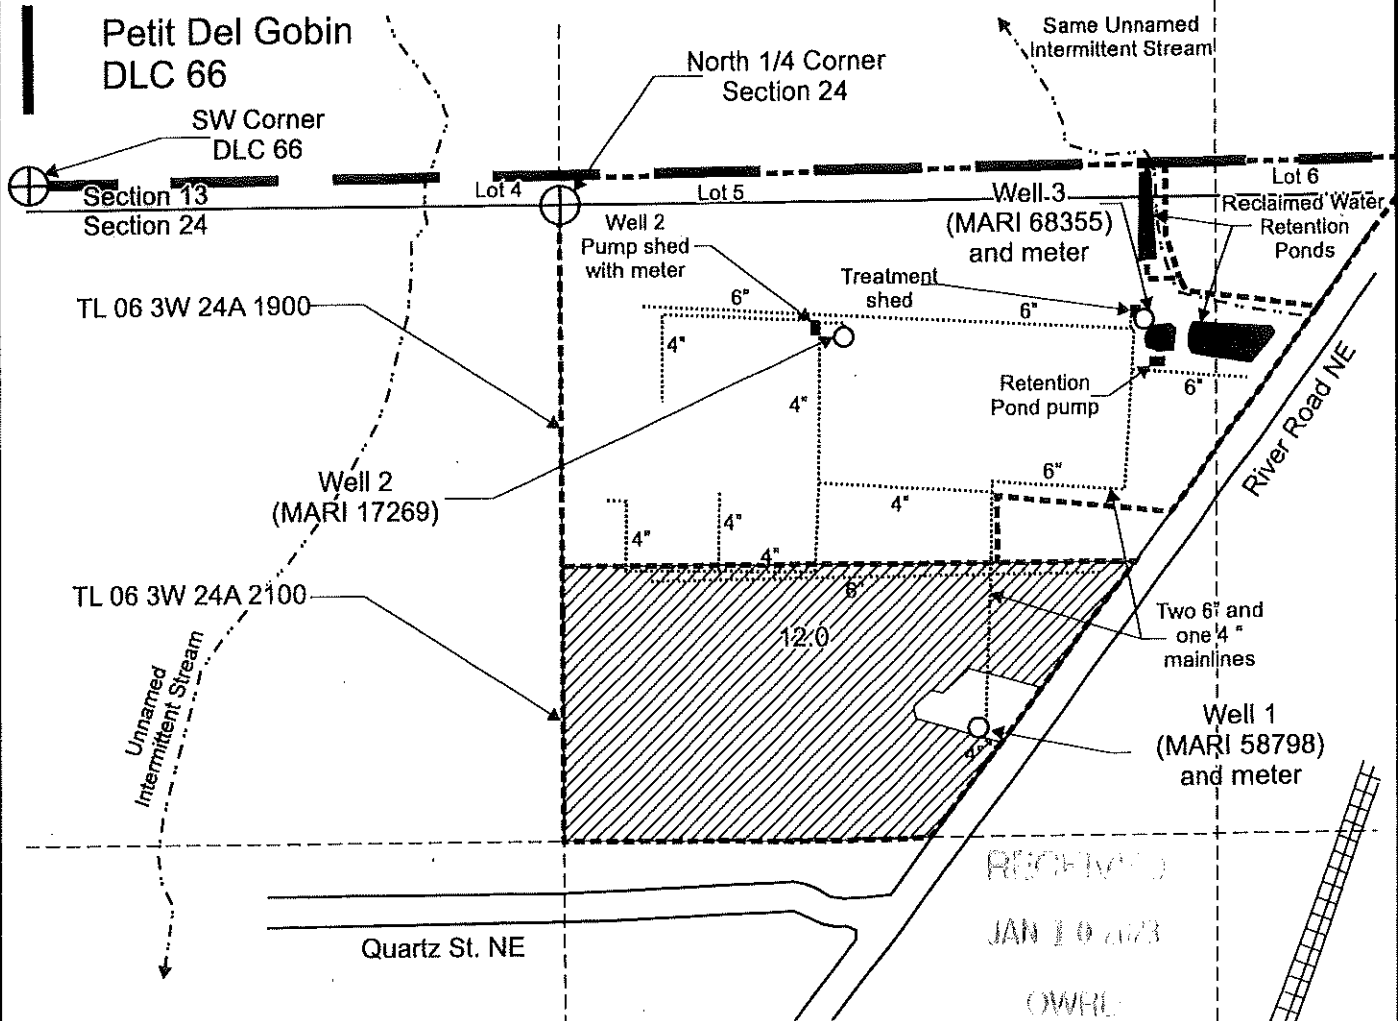 Petit Del Gobin
DLC 66
Same Unnamed
Intermittent Stream
North 1/4 Corner
Section 24
SW Corner
DLC 66
Section 13
Section 24
Lot 4
Lot 5
Lot 6
Well 2
Pump shed
with meter
Well 3
(MARI 68355)
and meter
Reclaimed Water
Retention
Ponds
Treatment
shed
TL 06 3W 24A 1900
6"
6"
4"
4"
Retention
Pond pump
6"
River Road NE
Well 2
(MARI 17269)
6"
4"
4"
4"
4"
6"
TL 06 3W 24A 2100
12.0
Two 6" and
one 4 "
mainlines
Unnamed
Intermittent Stream
Well 1
(MARI 58798)
and meter
RECEIVED
JAN 10 2023
Quartz St. NE